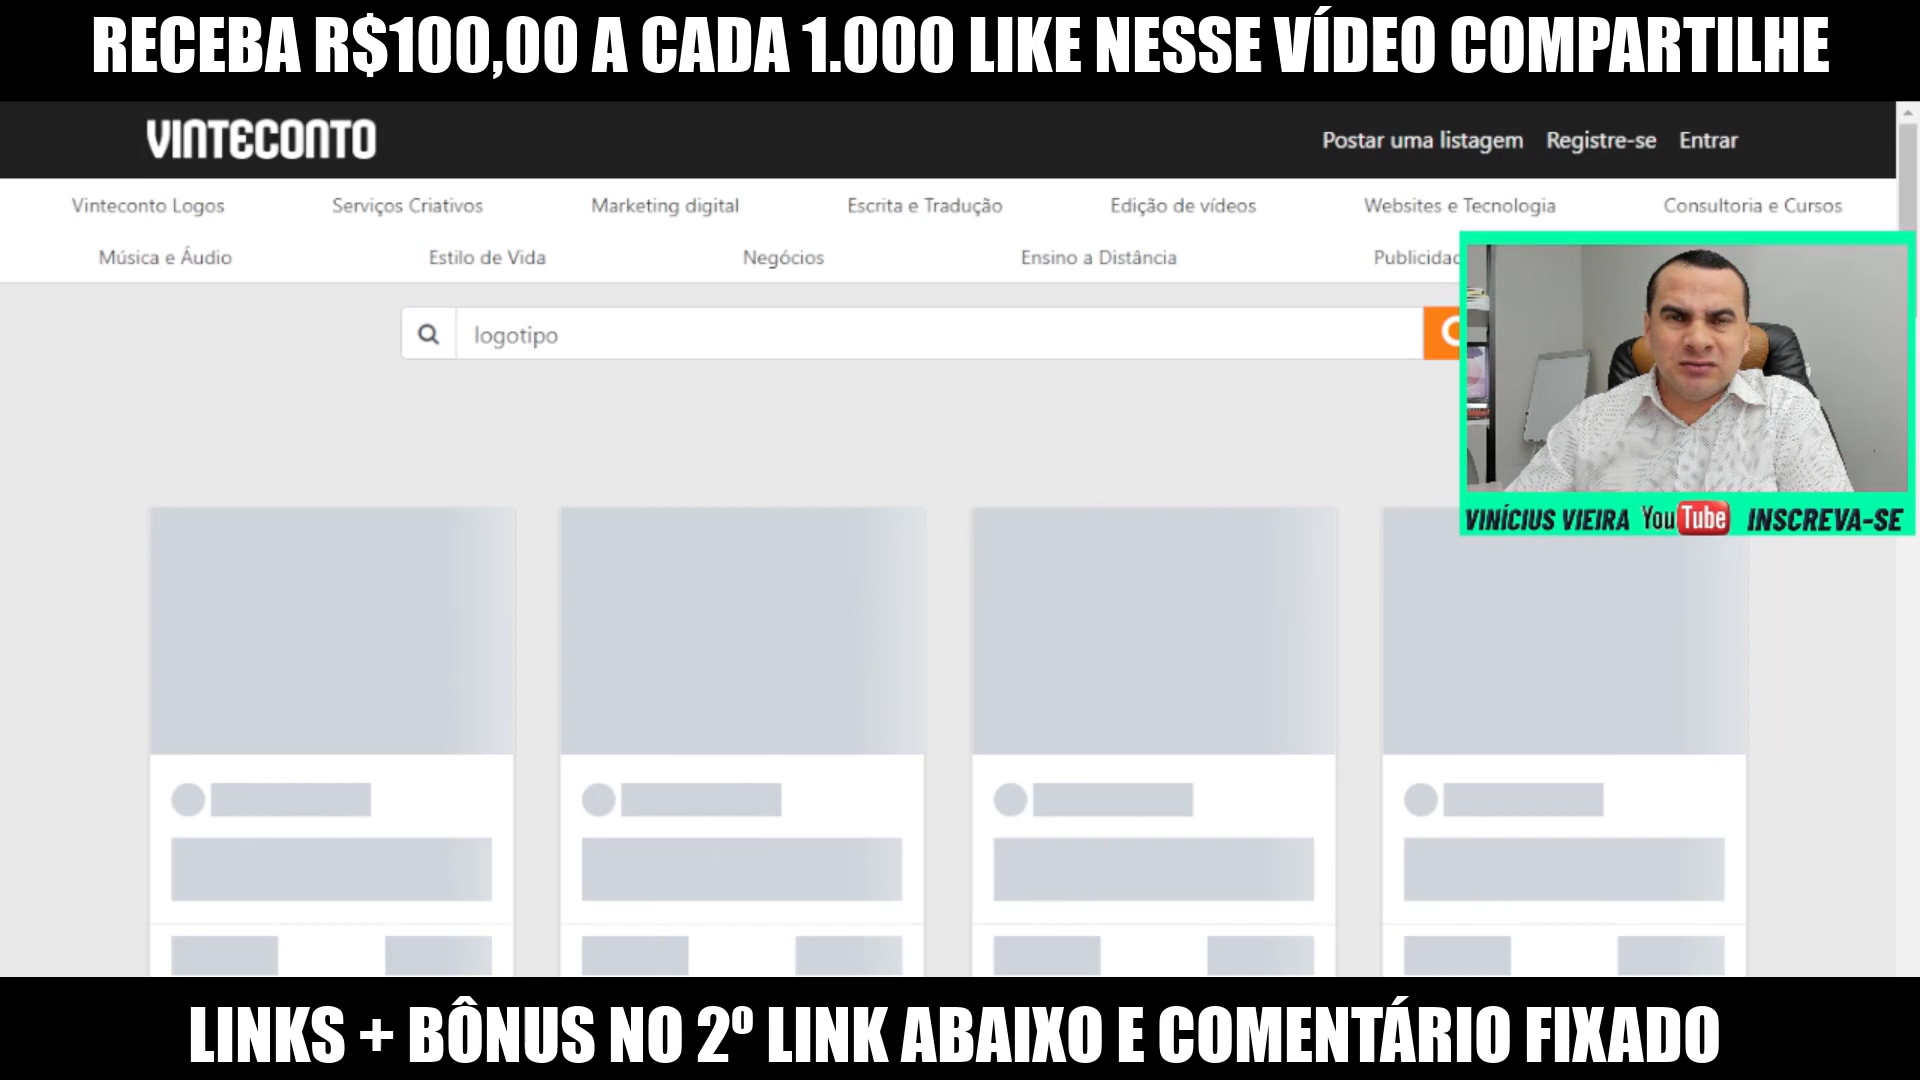 RECEBA R$100,00 A CADA 1.000 LIKE NESSE VÍDEO COMPARTILHE
VINTECONTO
Postar uma listagem Registre-se Entrar
Vinteconto Logos Serviços Criativos Marketing digital Escrita e Tradução Edição de vídeos Websites e Tecnologia Consultoria e Cursos
Música e Áudio Estilo de Vida Negócios Ensino a Distância
logotipo
VINÍCIUS VIEIRA YouTube INSCREVA-SE
LINKS + BÔNUS NO 2º LINK ABAIXO E COMENTÁRIO FIXADO